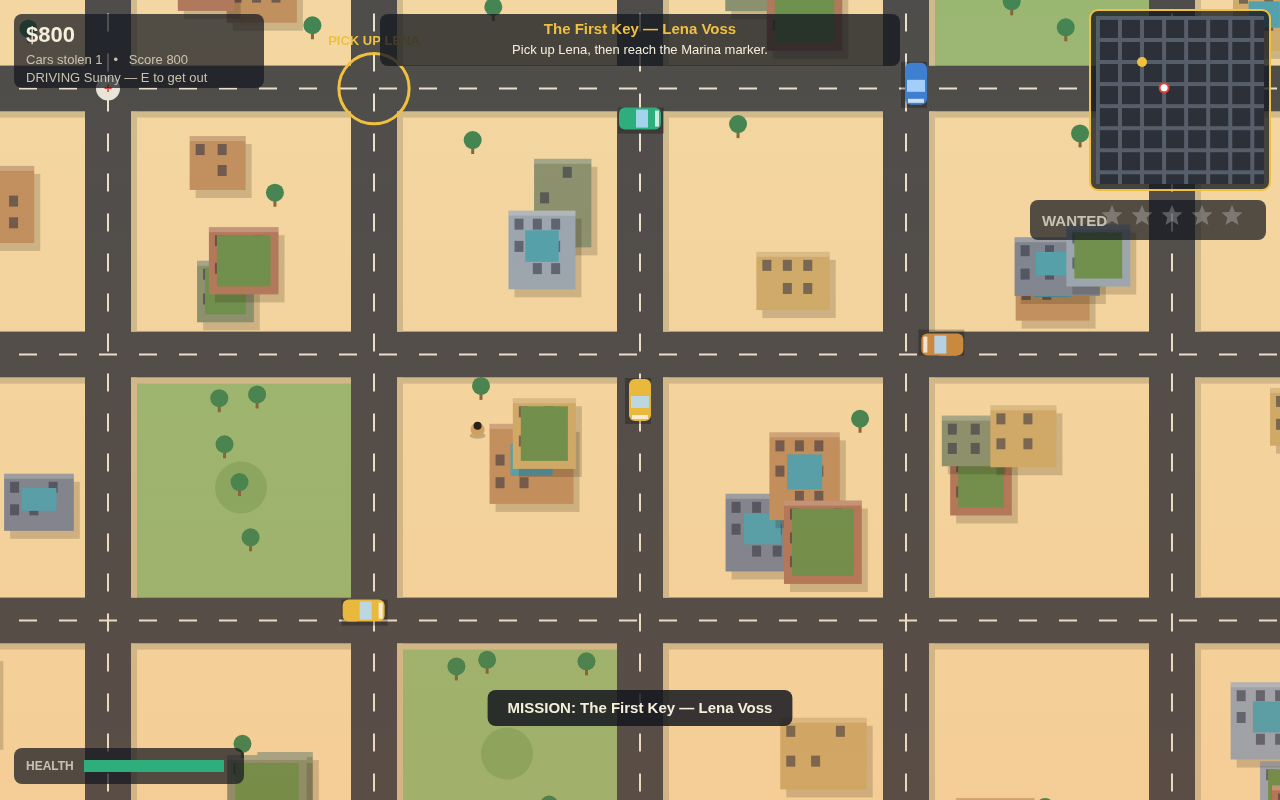 $800
Cars stolen 1 • Score 800
DRIVING Sunny — E to get out
PICK UP LENA
The First Key — Lena Voss
Pick up Lena, then reach the Marina marker.
WANTED
MISSION: The First Key — Lena Voss
HEALTH